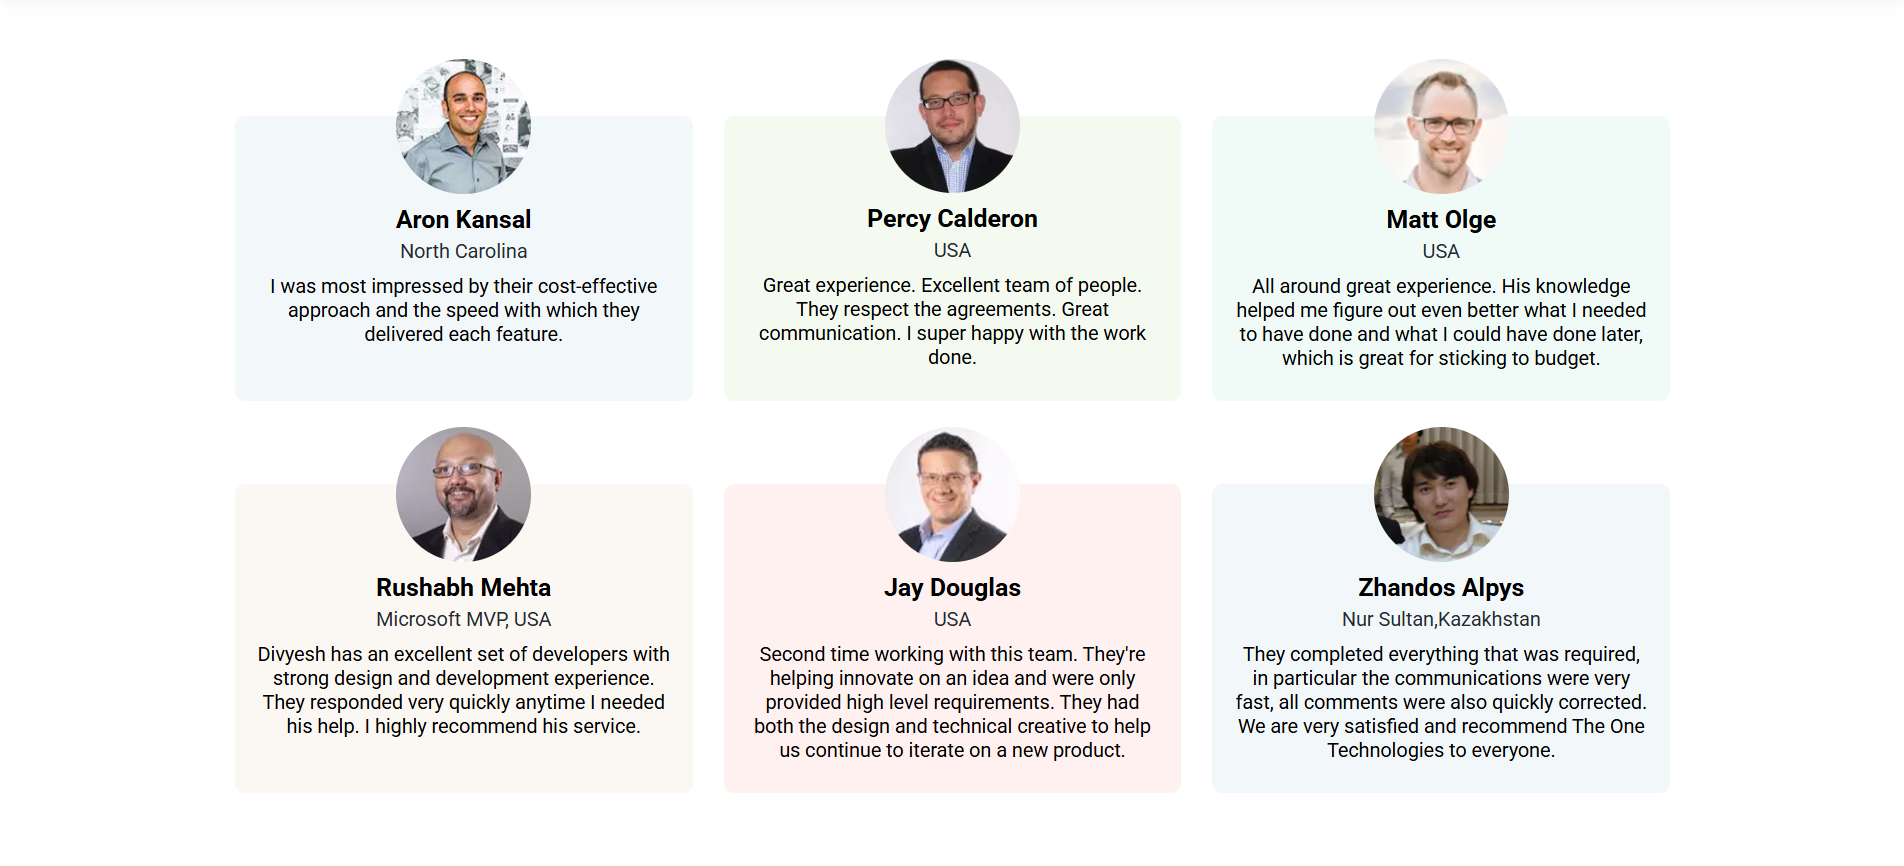 Aron Kansal
North Carolina
I was most impressed by their cost-effective
approach and the speed with which they
delivered each feature.
Percy Calderon
USA
Great experience. Excellent team of people.
They respect the agreements. Great
communication. I super happy with the work
done.
Matt Olge
USA
All around great experience. His knowledge
helped me figure out even better what I needed
to have done and what I could have done later,
which is great for sticking to budget.
Rushabh Mehta
Microsoft MVP, USA
Divyesh has an excellent set of developers with
strong design and development experience.
They responded very quickly anytime I needed
his help. I highly recommend his service.
Jay Douglas
USA
Second time working with this team. They're
helping innovate on an idea and were only
provided high level requirements. They had
both the design and technical creative to help
us continue to iterate on a new product.
Zhandos Alpys
Nur Sultan,Kazakhstan
They completed everything that was required,
in particular the communications were very
fast, all comments were also quickly corrected.
We are very satisfied and recommend The One
Technologies to everyone.